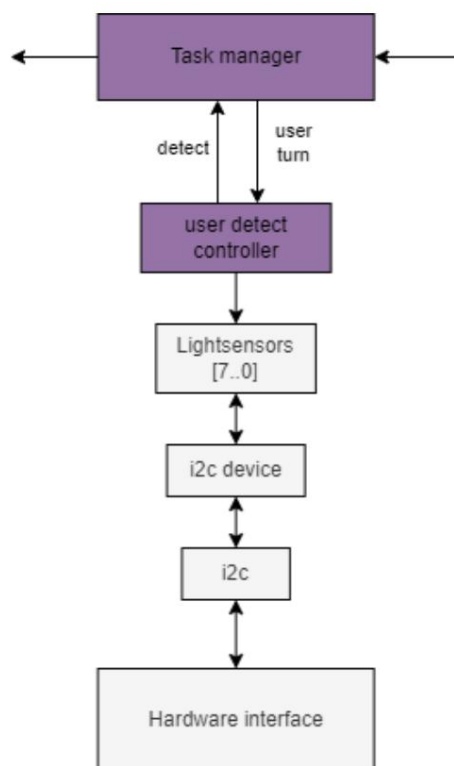 Task manager
detect
user
turn
user detect
controller
Lightsensors
[7..0]
i2c device
i2c
Hardware interface